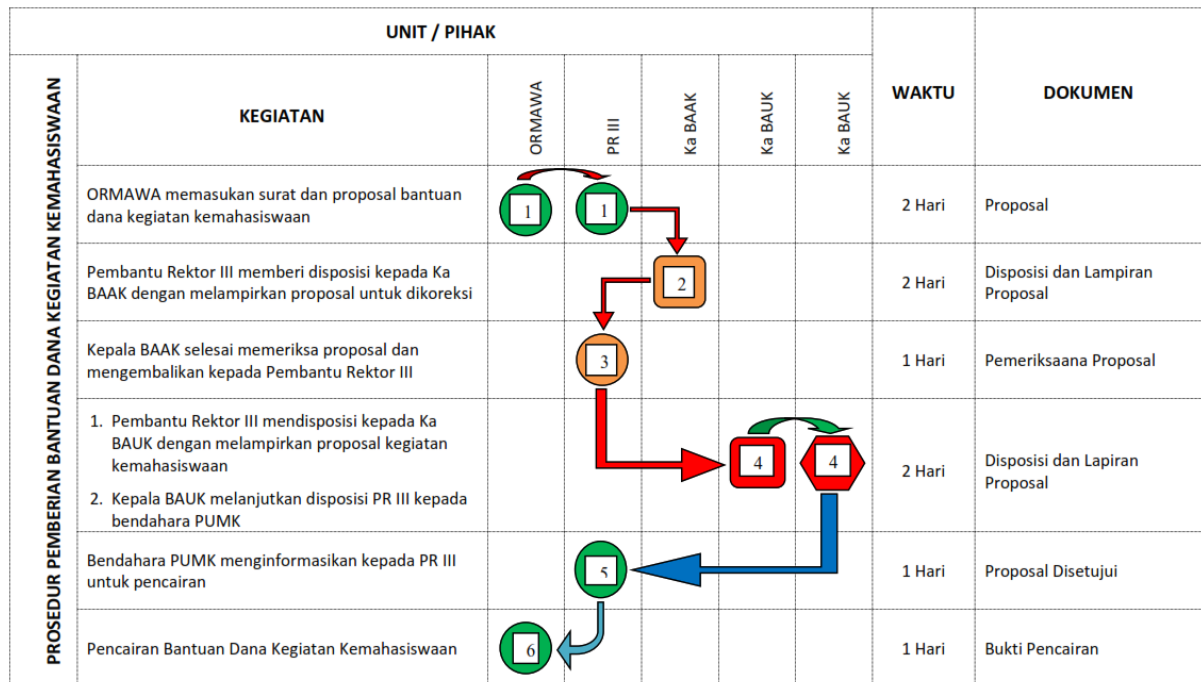 UNIT / PIHAK
PROSEDUR PEMBERIAN BANTUAN DANA KEGIATAN KEMAHASISWAAN
KEGIATAN
ORMAWA
PR III
Ka BAAK
Ka BAUK
Ka BAUK
WAKTU
DOKUMEN
ORMAWA memasukan surat dan proposal bantuan
dana kegiatan kemahasiswaan
1
1
2 Hari
Proposal
Pembantu Rektor III memberi disposisi kepada Ka
BAAK dengan melampirkan proposal untuk dikoreksi
2
2 Hari
Disposisi dan Lampiran
Proposal
Kepala BAAK selesai memeriksa proposal dan
mengembalikan kepada Pembantu Rektor III
3
1 Hari
Pemeriksaana Proposal
1. Pembantu Rektor III mendisposisi kepada Ka
BAUK dengan melampirkan proposal kegiatan
kemahasiswaan
2. Kepala BAUK melanjutkan disposisi PR III kepada
bendahara PUMK
4
4
2 Hari
Disposisi dan Lapiran
Proposal
Bendahara PUMK menginformasikan kepada PR III
untuk pencairan
5
1 Hari
Proposal Disetujui
Pencairan Bantuan Dana Kegiatan Kemahasiswaan
6
1 Hari
Bukti Pencairan